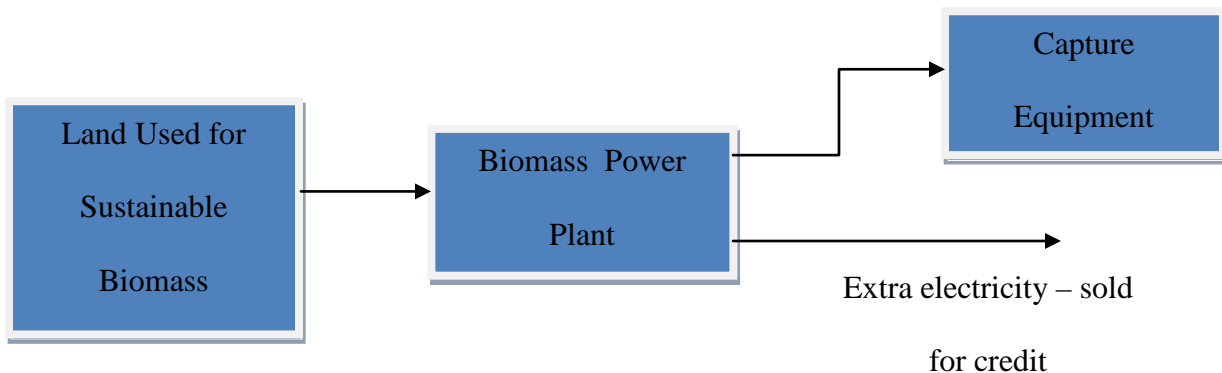 Land Used for
Sustainable
Biomass
Biomass  Power
Plant
Capture
Equipment
Extra electricity – sold
for credit